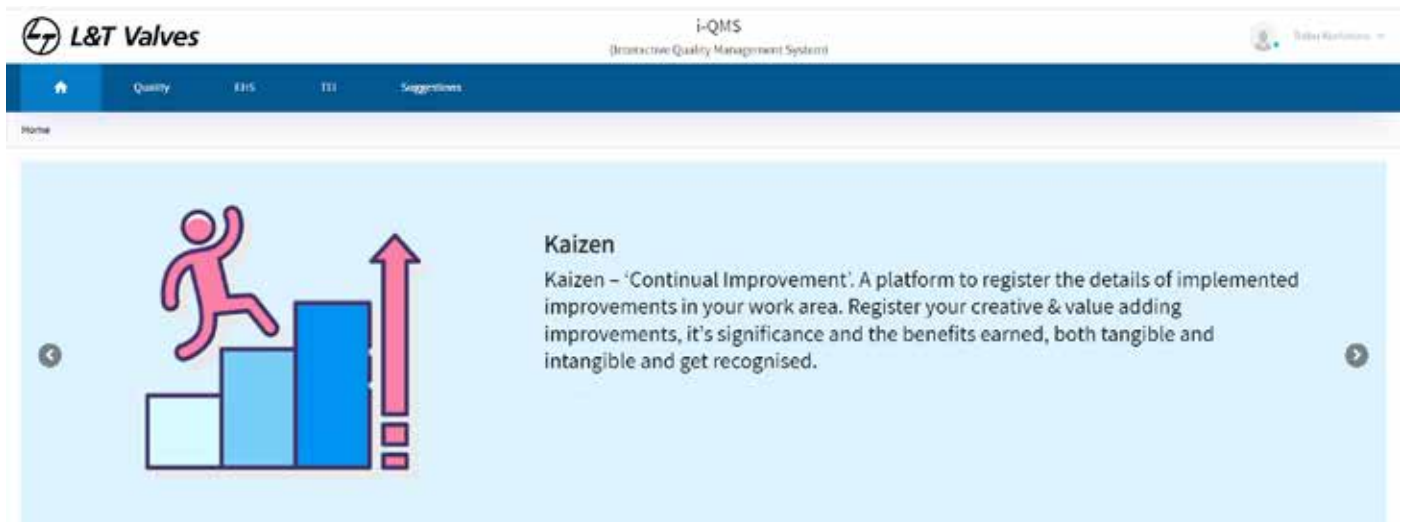 L&T Valves
i-QMS
(Interactive Quality Management System)
Quality
EHS
Suggestions
Home
Kaizen
Kaizen – ‘Continual Improvement’. A platform to register the details of implemented
improvements in your work area. Register your creative & value adding
improvements, it's significance and the benefits earned, both tangible and
intangible and get recognised.